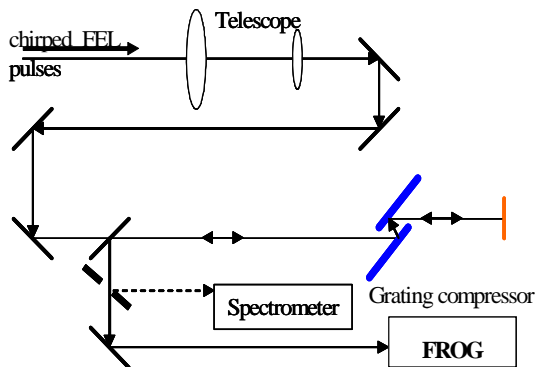 Telescope
chirped FEL
pulses
Spectrometer
Grating compressor
FROG